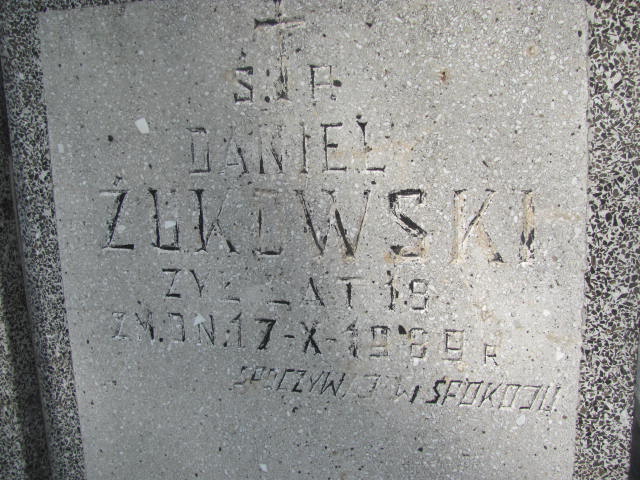 Ś P.
DANIEL
ŻUKOWSKI
ŻYŁ LAT 18
ZM. DN. 17-X-1989 R
SPOCZYWAJ W SPOKOJU